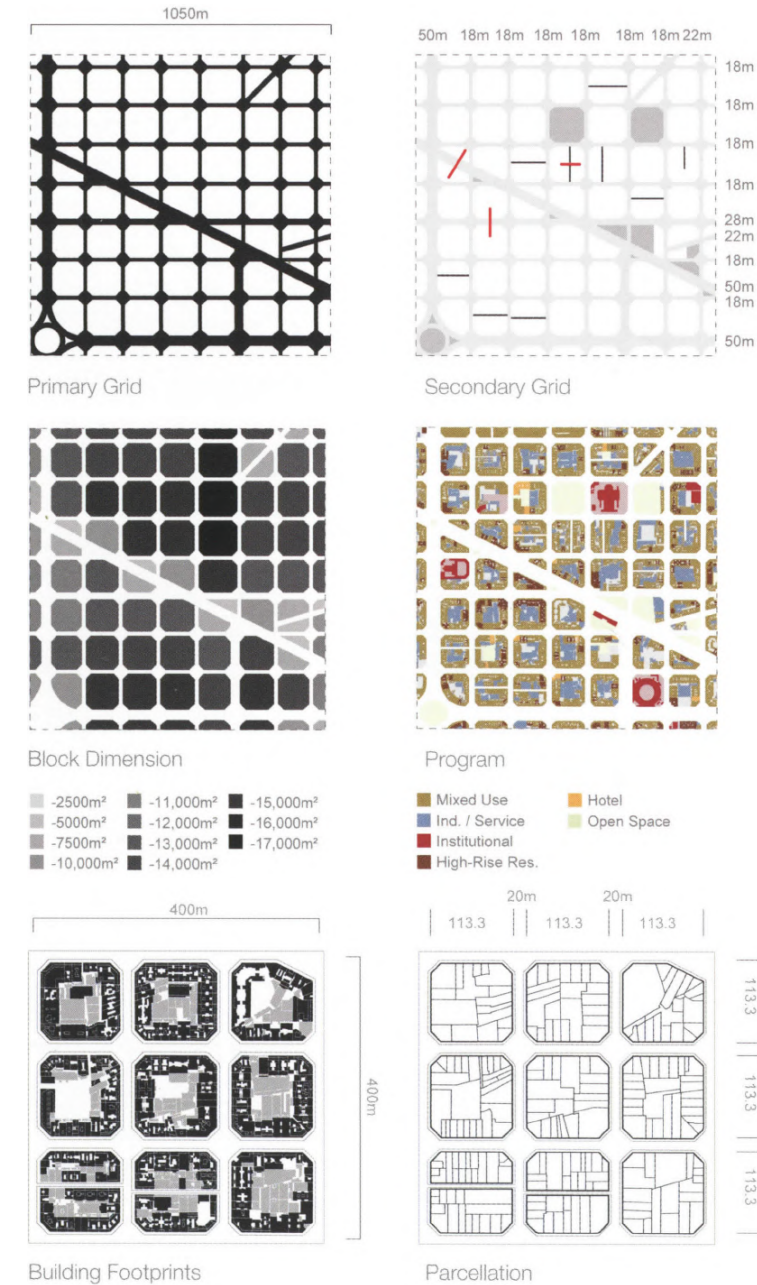 1050m
50m 18m 18m 18m 18m 18m 18m 22m
18m
18m
18m
18m
28m
22m
18m
50m
18m
50m
Primary Grid
Secondary Grid
Block Dimension
Program
-2500m² -11,000m² -15,000m²
-5000m² -12,000m² -16,000m²
-7500m² -13,000m² -17,000m²
-10,000m² -14,000m²
Mixed Use
Ind. / Service
Institutional
High-Rise Res.
Hotel
Open Space
400m
400m
20m 20m
113.3 113.3 113.3
113.3
113.3
113.3
Building Footprints
Parcellation